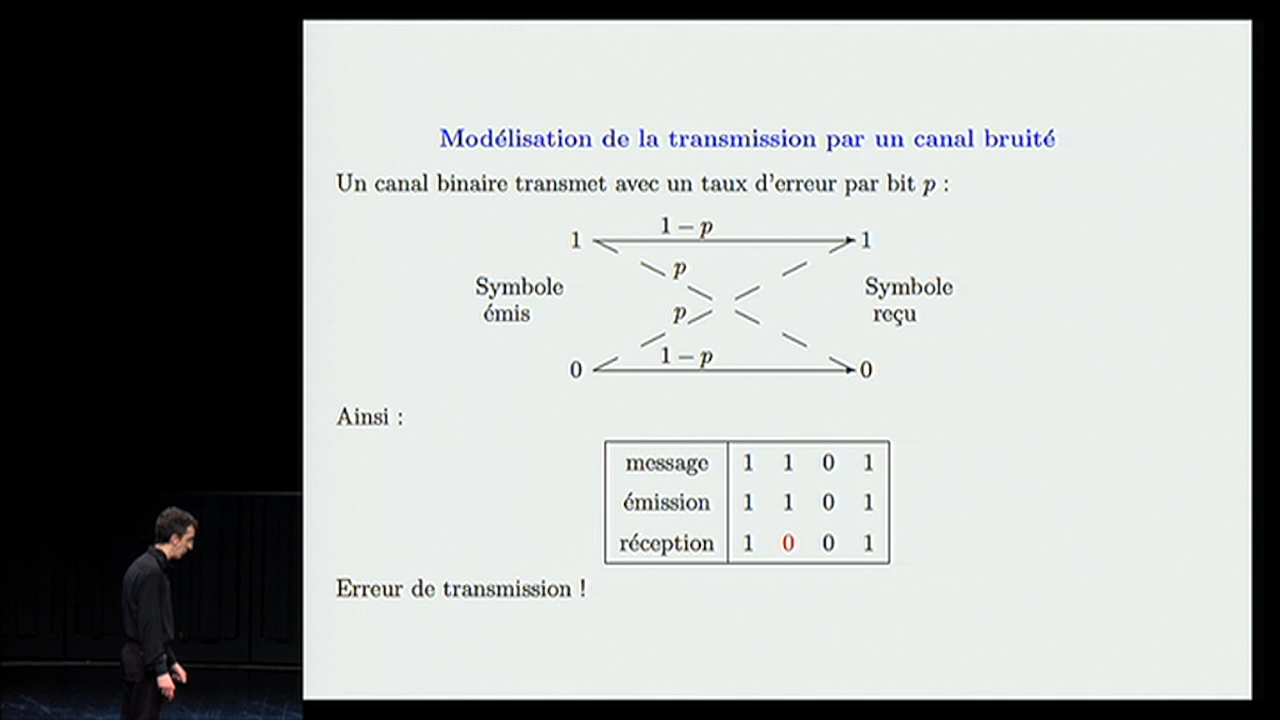 Modélisation de la transmission par un canal bruité
Un canal binaire transmet avec un taux d'erreur par bit p :
1 − p
1 1
p
Symbole Symbole
émis reçu
p
1 − p
0 0
Ainsi :
message 1 1 0 1
émission 1 1 0 1
réception 1 0 0 1
Erreur de transmission !